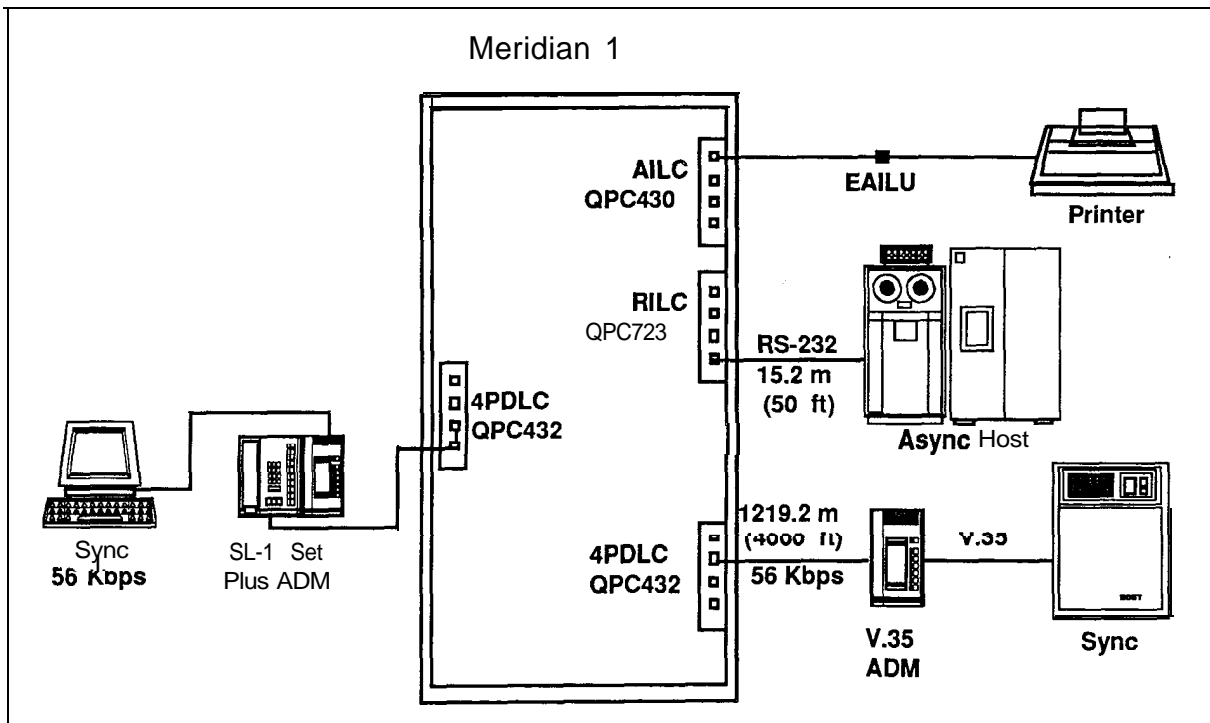 Meridian 1
AILC
QPC430
EAILU
Printer
RILC
QPC723
RS-232
15.2 m
(50 ft)
Async Host
4PDLC
QPC432
Sync
56 Kbps
SL-1 Set
Plus ADM
4PDLC
QPC432
1219.2 m
(4000 ft)
56 Kbps
V.35
V.35
ADM
HOST
Sync